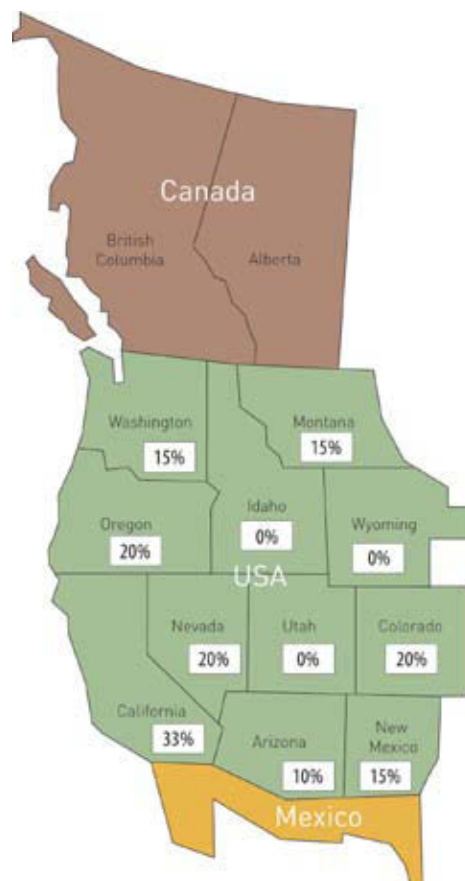 Canada
British
Columbia
Alberta
Washington
15%
Montana
15%
Oregon
20%
Idaho
0%
Wyoming
0%
USA
Nevada
20%
Utah
0%
Colorado
20%
California
33%
Arizona
10%
New
Mexico
15%
Mexico